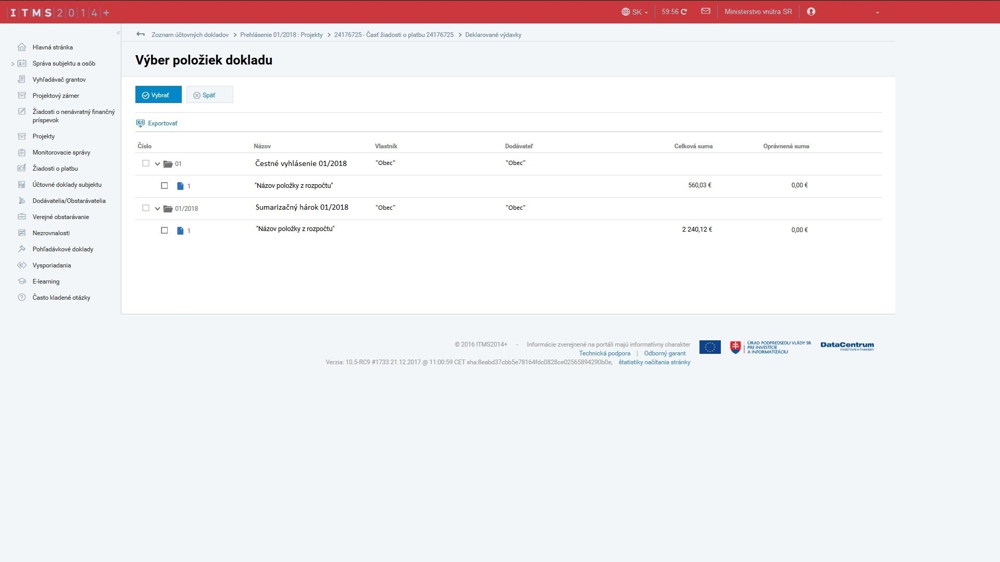 ITMS2014+
SK
59:56
Ministerstvo vnútra SR
Zoznam účtovných dokladov > Prehlásenie 01/2018 : Projekty > 24176725 - Časť žiadosti o platbu 24176725 > Deklarované výdavky
Hlavná stránka
Správa subjektu a osôb
Vyhľadávač grantov
Projektový zámer
Žiadosti o nenávratný finančný
príspevok
Projekty
Monitorovacie správy
Žiadosti o platbu
Účtovné doklady subjektu
Dodávatelia/Obstarávatelia
Verejné obstarávanie
Nezrovnalosti
Pohľadávkové doklady
Vysporiadania
E-learning
Často kladené otázky
Výber položiek dokladu
Vybrať
Späť
XLS Exportovať
Číslo Názov Vlastník Dodávateľ Celková suma Oprávnená suma
01 Čestné vyhlásenie 01/2018 "Obec" "Obec"
1 "Názov položky z rozpočtu" 560,03 € 0,00 €
01/2018 Sumarizačný hárok 01/2018 "Obec" "Obec"
1 "Názov položky z rozpočtu" 2 240,12 € 0,00 €
© 2016 ITMS2014+ - Informácie zverejnené na portáli majú informatívny charakter
Technická podpora | Odborný garant
Verzia: 10.5-RC9 #1733 21.12.2017 @ 11:00:59 CET sha:8eabd37cbb5e78164fdc0828ce02565894290b0e, štatistiky načítania stránky
ÚRAD PODPREDSEDU VLÁDY SR
PRE INVESTÍCIE
A INFORMATIZÁCIU
DataCentrum
medzi Vami a financiami